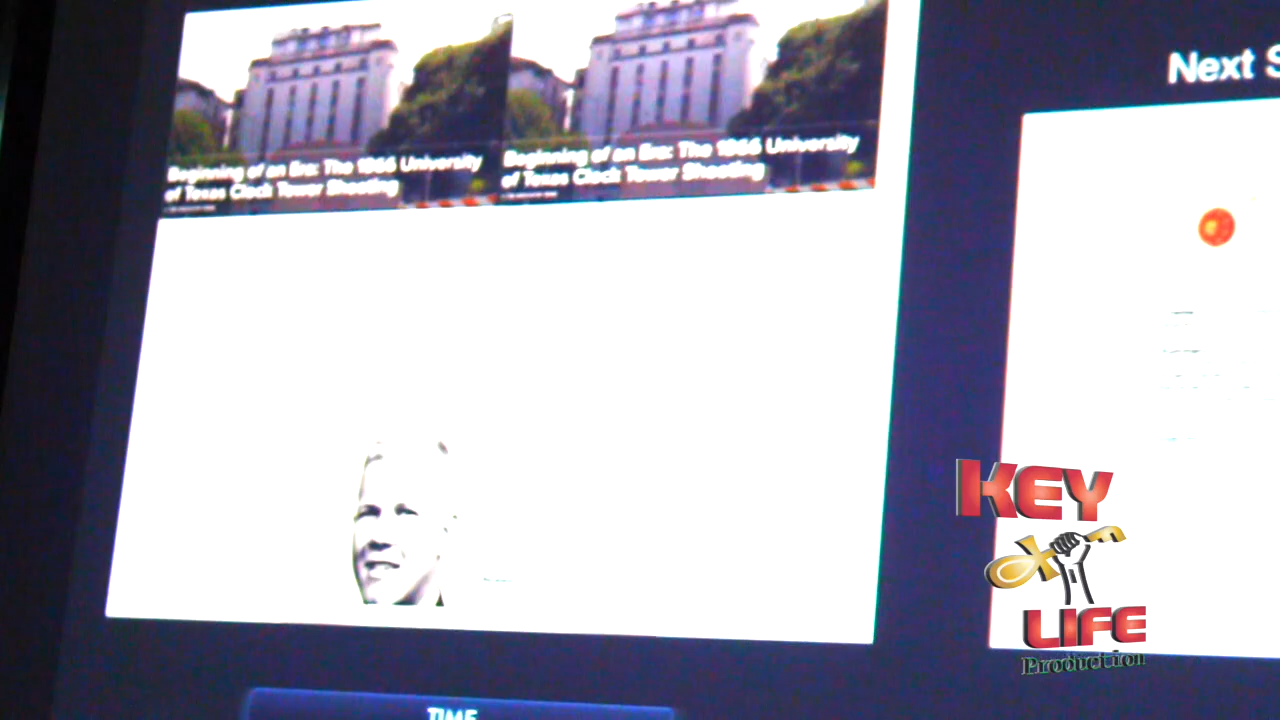 Beginning of an Era: The 1966 University
of Texas Clock Tower Shooting
Beginning of an Era: The 1966 University
of Texas Clock Tower Shooting
Next S
KEY
LIFE
Production
TIME